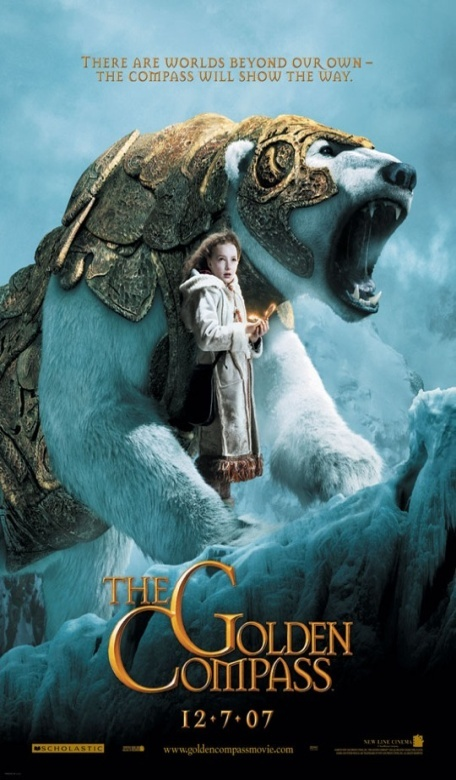 THERE ARE WORLDS BEYOND OUR OWN –
THE COMPASS WILL SHOW THE WAY.
THE
GOLDEN
COMPASS
12·7·07
SCHOLASTIC
www.goldencompassmovie.com
NEW LINE CINEMA